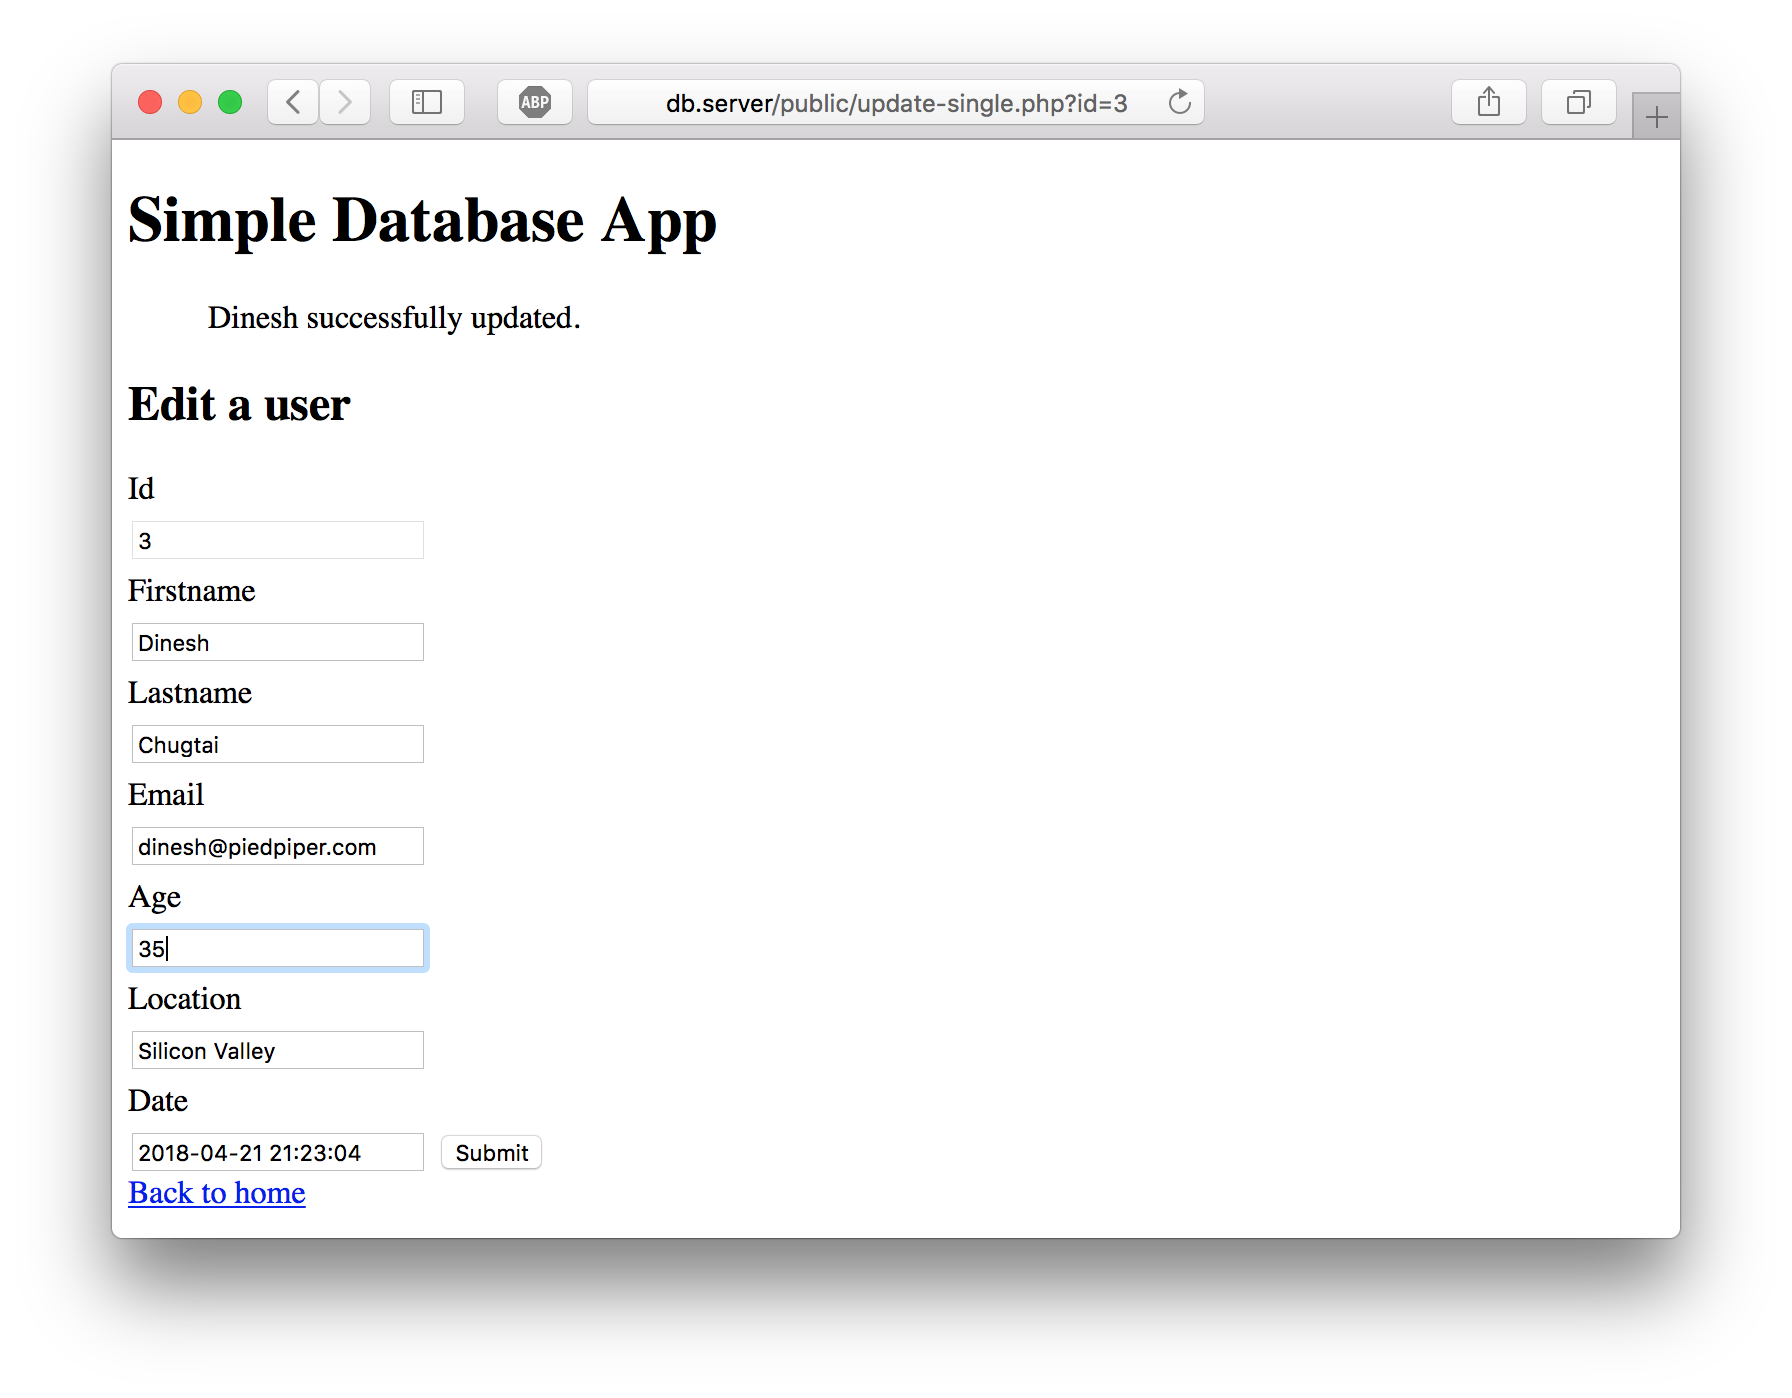 ABP
db.server/public/update-single.php?id=3
Simple Database App
Dinesh successfully updated.
Edit a user
Id
3
Firstname
Dinesh
Lastname
Chugtai
Email
dinesh@piedpiper.com
Age
35
Location
Silicon Valley
Date
2018-04-21 21:23:04 Submit
Back to home